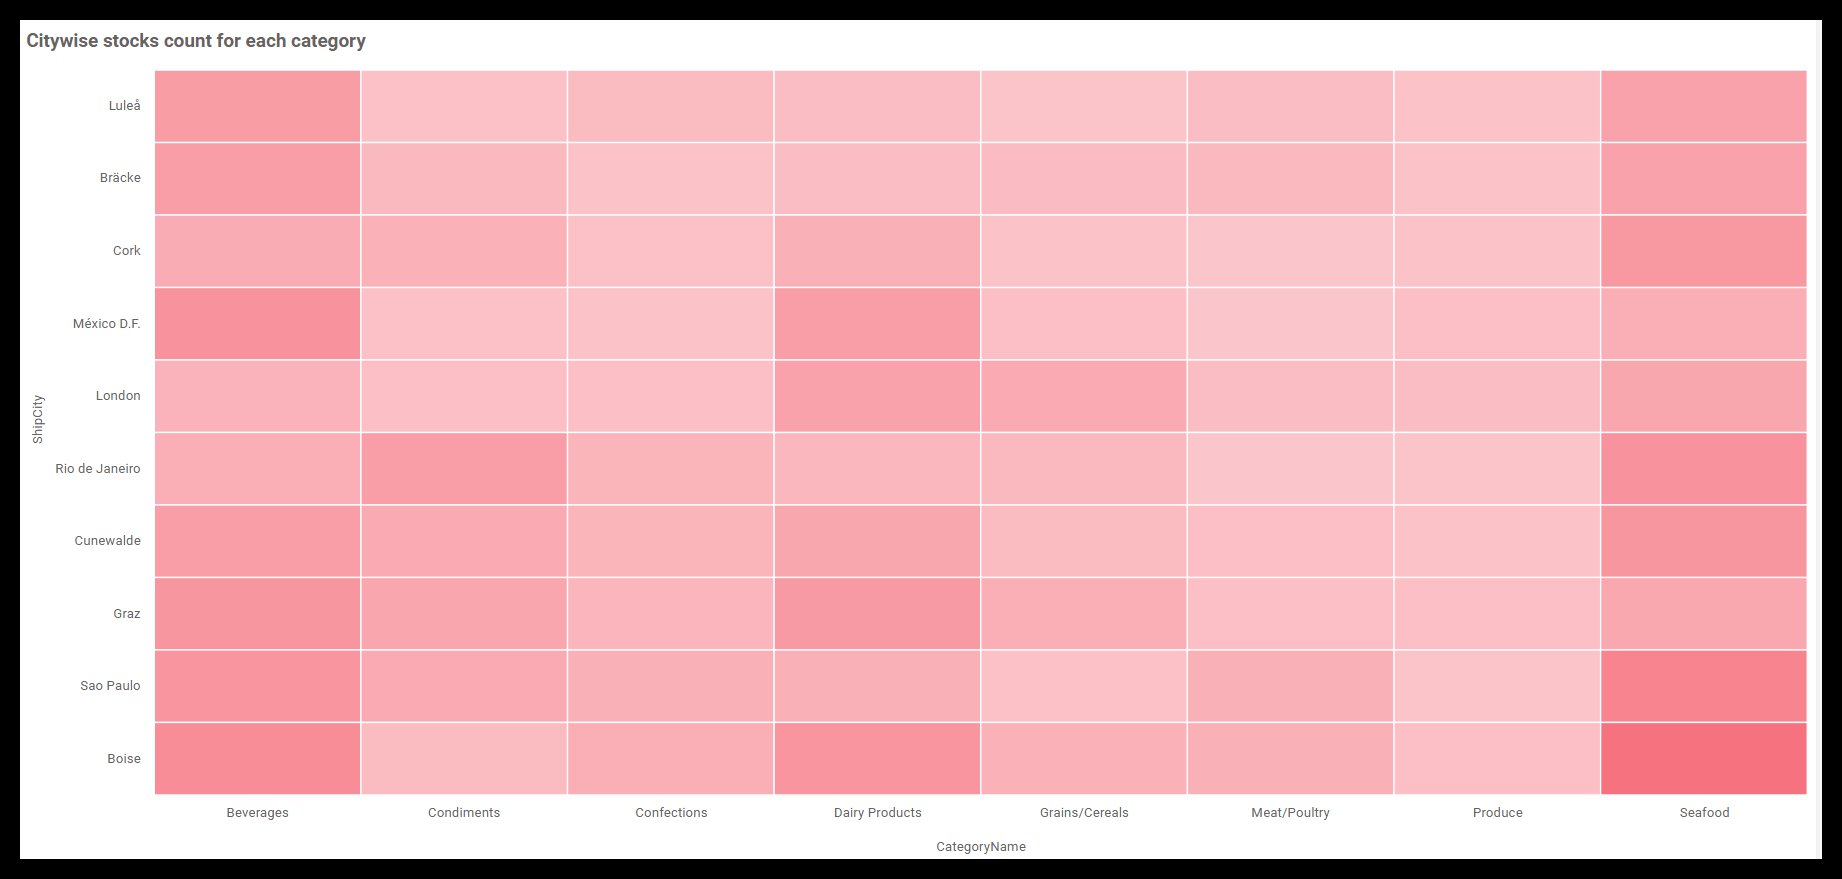 Citywise stocks count for each category
Luleå
Bräcke
Cork
México D.F.
London
ShipCity
Rio de Janeiro
Cunewalde
Graz
Sao Paulo
Boise
Beverages Condiments Confections Dairy Products Grains/Cereals Meat/Poultry Produce Seafood
CategoryName